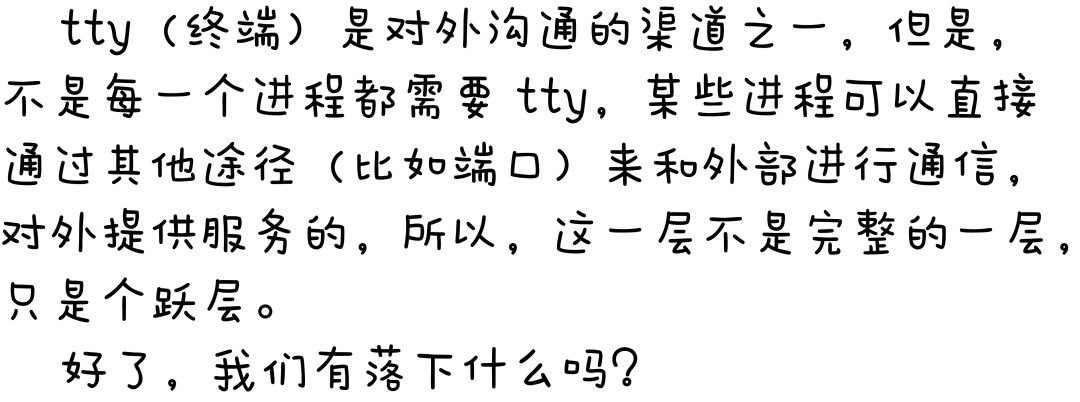 tty（终端）是对外沟通的渠道之一，但是，
不是每一个进程都需要 tty，某些进程可以直接
通过其他途径（比如端口）来和外部进行通信，
对外提供服务的，所以，这一层不是完整的一层，
只是个跃层。
好了，我们有落下什么吗？